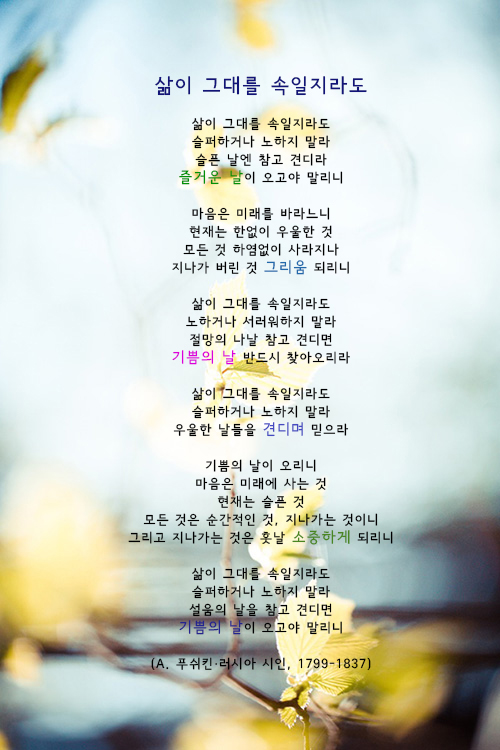 삶이 그대를 속일지라도
삶이 그대를 속일지라도
슬퍼하거나 노하지 말라
슬픈 날엔 참고 견디라
즐거운 날이 오고야 말리니
마음은 미래를 바라느니
현재는 한없이 우울한 것
모든 것 하염없이 사라지나
지나가 버린 것 그리움 되리니
삶이 그대를 속일지라도
노하거나 서러워하지 말라
절망의 나날 참고 견디면
기쁨의 날 반드시 찾아오리라
삶이 그대를 속일지라도
슬퍼하거나 노하지 말라
우울한 날들을 견디며 믿으라
기쁨의 날이 오리니
마음은 미래에 사는 것
현재는 슬픈 것
모든 것은 순간적인 것, 지나가는 것이니
그리고 지나가는 것은 훗날 소중하게 되리니
삶이 그대를 속일지라도
슬퍼하거나 노하지 말라
설움의 날을 참고 견디면
기쁨의 날이 오고야 말리니
(A. 푸쉬킨·러시아 시인, 1799-1837)